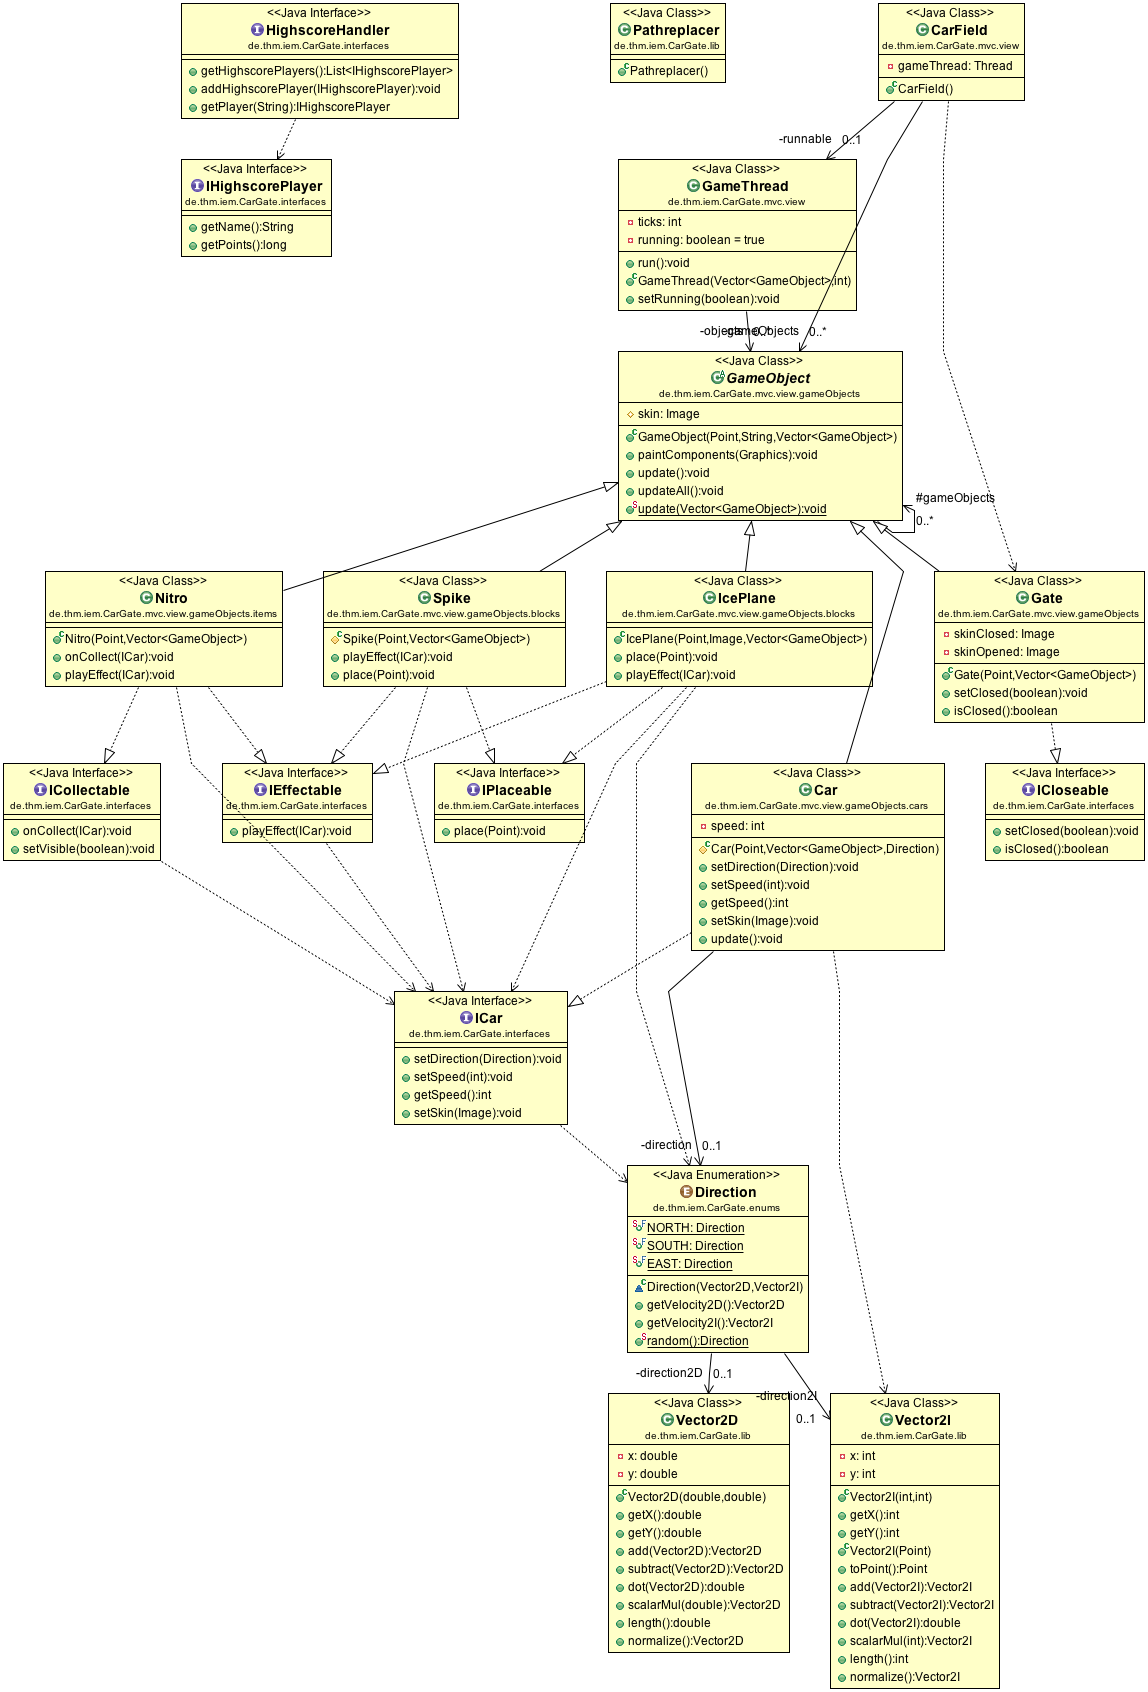 <<Java Interface>>
HighscoreHandler
de.thm.iem.CarGate.interfaces
getHighscorePlayers():List<IHighscorePlayer>
addHighscorePlayer(IHighscorePlayer):void
getPlayer(String):IHighscorePlayer
<<Java Class>>
Pathreplacer
de.thm.iem.CarGate.lib
Pathreplacer()
<<Java Class>>
CarField
de.thm.iem.CarGate.mvc.view
gameThread: Thread
CarField()
-runnable
0..1
<<Java Interface>>
IHighscorePlayer
de.thm.iem.CarGate.interfaces
getName():String
getPoints():long
<<Java Class>>
GameThread
de.thm.iem.CarGate.mvc.view
ticks: int
running: boolean = true
run():void
GameThread(Vector<GameObject>,int)
setRunning(boolean):void
-objects
0..*
-gameObjects
0..*
<<Java Class>>
GameObject
de.thm.iem.CarGate.mvc.view.gameObjects
skin: Image
GameObject(Point,String,Vector<GameObject>)
paintComponents(Graphics):void
update():void
updateAll():void
update(Vector<GameObject>):void
#gameObjects
0..*
<<Java Class>>
Nitro
de.thm.iem.CarGate.mvc.view.gameObjects.items
Nitro(Point,Vector<GameObject>)
onCollect(ICar):void
playEffect(ICar):void
<<Java Class>>
Spike
de.thm.iem.CarGate.mvc.view.gameObjects.blocks
Spike(Point,Vector<GameObject>)
playEffect(ICar):void
place(Point):void
<<Java Class>>
IcePlane
de.thm.iem.CarGate.mvc.view.gameObjects.blocks
IcePlane(Point,Image,Vector<GameObject>)
place(Point):void
playEffect(ICar):void
<<Java Class>>
Gate
de.thm.iem.CarGate.mvc.view.gameObjects
skinClosed: Image
skinOpened: Image
Gate(Point,Vector<GameObject>)
setClosed(boolean):void
isClosed():boolean
<<Java Interface>>
ICollectable
de.thm.iem.CarGate.interfaces
onCollect(ICar):void
setVisible(boolean):void
<<Java Interface>>
IEffectable
de.thm.iem.CarGate.interfaces
playEffect(ICar):void
<<Java Interface>>
IPlaceable
de.thm.iem.CarGate.interfaces
place(Point):void
<<Java Class>>
Car
de.thm.iem.CarGate.mvc.view.gameObjects.cars
speed: int
Car(Point,Vector<GameObject>,Direction)
setDirection(Direction):void
setSpeed(int):void
getSpeed():int
setSkin(Image):void
update():void
<<Java Interface>>
ICloseable
de.thm.iem.CarGate.interfaces
setClosed(boolean):void
isClosed():boolean
<<Java Interface>>
ICar
de.thm.iem.CarGate.interfaces
setDirection(Direction):void
setSpeed(int):void
getSpeed():int
setSkin(Image):void
-direction
0..1
<<Java Enumeration>>
Direction
de.thm.iem.CarGate.enums
NORTH: Direction
SOUTH: Direction
EAST: Direction
Direction(Vector2D,Vector2I)
getVelocity2D():Vector2D
getVelocity2I():Vector2I
random():Direction
-direction2D
0..1
-direction2I
0..1
<<Java Class>>
Vector2D
de.thm.iem.CarGate.lib
x: double
y: double
Vector2D(double,double)
getX():double
getY():double
add(Vector2D):Vector2D
subtract(Vector2D):Vector2D
dot(Vector2D):double
scalarMul(double):Vector2D
length():double
normalize():Vector2D
<<Java Class>>
Vector2I
de.thm.iem.CarGate.lib
x: int
y: int
Vector2I(int,int)
getX():int
getY():int
Vector2I(Point)
toPoint():Point
add(Vector2I):Vector2I
subtract(Vector2I):Vector2I
dot(Vector2I):double
scalarMul(int):Vector2I
length():int
normalize():Vector2I